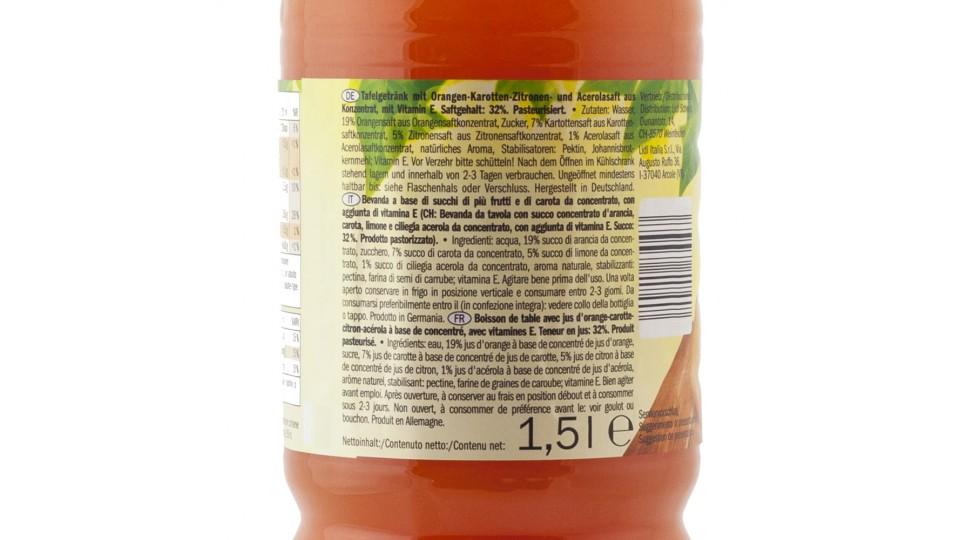 DE Tafelgetränk mit Orangen-Karotten-Zitronen- und Acerolasaft aus
Konzentrat, mit Vitamin E. Saftgehalt: 32%. Pasteurisiert. • Zutaten: Wasser,
19% Orangensaft aus Orangensaftkonzentrat, Zucker, 7% Karottensaft aus Karotten-
saftkonzentrat, 5% Zitronensaft aus Zitronensaftkonzentrat, 1% Acerolasaft aus
Acerolasaftkonzentrat, natürliches Aroma, Stabilisatoren: Pektin, Johannisbrot-
kernmehl; Vitamin E. Vor Verzehr bitte schütteln! Nach dem Öffnen im Kühlschrank
stehend lagern und innerhalb von 2-3 Tagen verbrauchen. Ungeöffnet mindestens
haltbar bis: siehe Flaschenhals oder Verschluss. Hergestellt in Deutschland.
IT Bevanda a base di succhi di più frutti e di carota da concentrato, con
aggiunta di vitamina E (CH: Bevanda da tavola con succo concentrato d'arancia,
carota, limone e ciliegia acerola da concentrato, con aggiunta di vitamina E. Succo:
32%. Prodotto pastorizzato). • Ingredienti: acqua, 19% succo di arancia da concen-
trato, zucchero, 7% succo di carota da concentrato, 5% succo di limone da concen-
trato, 1% succo di ciliegia acerola da concentrato, aroma naturale, stabilizzanti:
pectina, farina di semi di carrube; vitamina E. Agitare bene prima dell'uso. Una volta
aperto conservare in frigo in posizione verticale e consumare entro 2-3 giorni. Da
consumarsi preferibilmente entro il (in confezione integra): vedere collo della bottiglia
o tappo. Prodotto in Germania. FR Boisson de table avec jus d'orange-carotte-
citron-acérola à base de concentré, avec vitamines E. Teneur en jus: 32%. Produit
pasteurisé. • Ingrédients: eau, 19% jus d'orange à base de concentré de jus d'orange,
sucre, 7% jus de carotte à base de concentré de jus de carotte, 5% jus de citron à base
de concentré de jus de citron, 1% jus d'acérola à base de concentré de jus d'acérola,
arôme naturel, stabilisant: pectine, farine de graines de caroube; vitamine E. Bien agiter
avant emploi. Après ouverture, à conserver au frais en position débout et à consommer
sous 2-3 jours. Non ouvert, à consommer de préférence avant le: voir goulot ou
bouchon. Produit en Allemagne.
Nettoinhalt:/Contenuto netto:/Contenu net: 1,5 l e
Vertrieb/
CH-8570
Lidl Italia S.r.l., Via
Augusto Ruffo 36,
I-37040 Arcole
Serviervorschlag
Suggerimento
Suggestion de